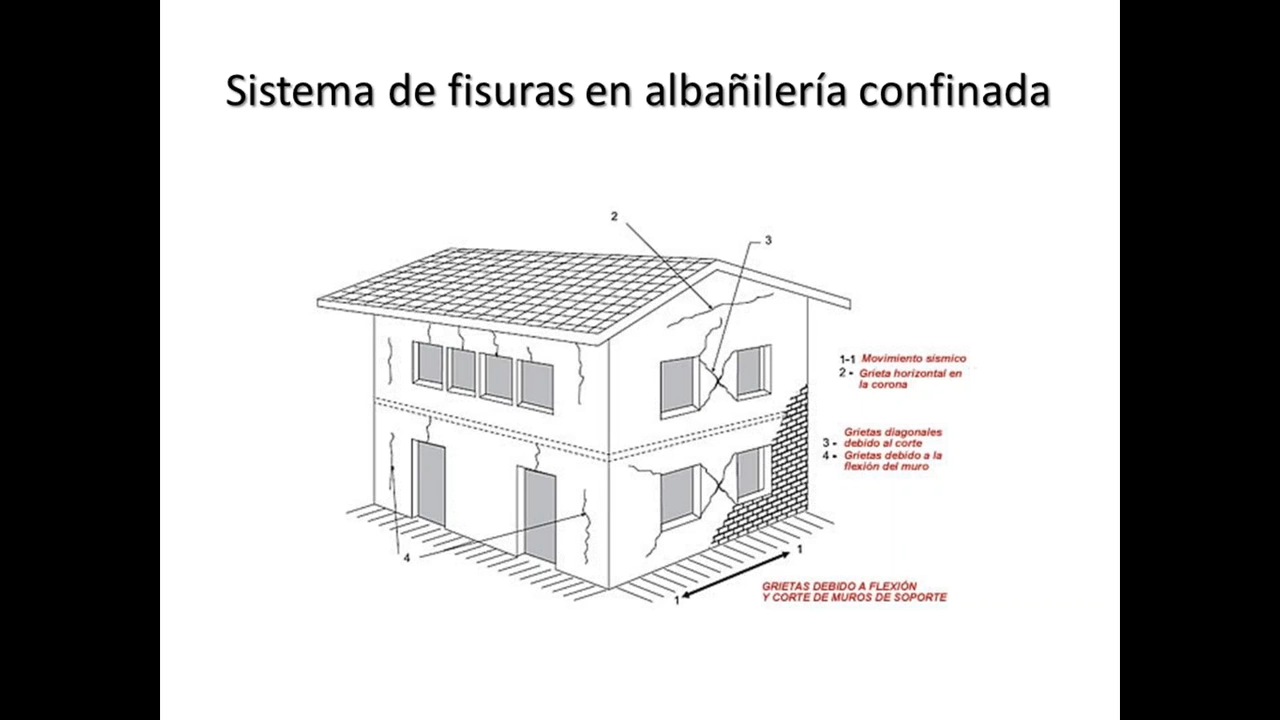 Sistema de fisuras en albañilería confinada
2
3
1-1 Movimiento sísmico
2 - Grieta horizontal en
la corona
Grietas diagonales
3 - debido al corte
4 - Grietas debido a la
flexión del muro
4
1
1
GRIETAS DEBIDO A FLEXIÓN
Y CORTE DE MUROS DE SOPORTE